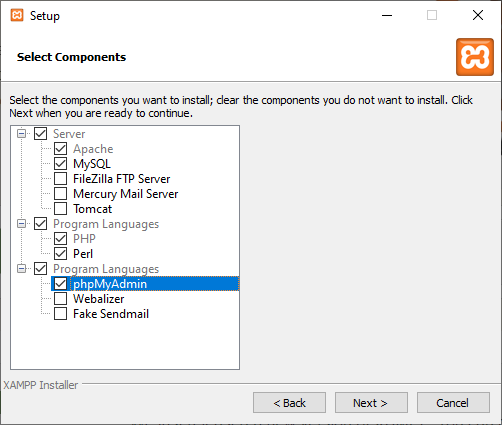 Setup
Select Components
Select the components you want to install; clear the components you do not want to install. Click
Next when you are ready to continue.
Server
Apache
MySQL
FileZilla FTP Server
Mercury Mail Server
Tomcat
Program Languages
PHP
Perl
Program Languages
phpMyAdmin
Webalizer
Fake Sendmail
XAMPP Installer
< Back
Next >
Cancel